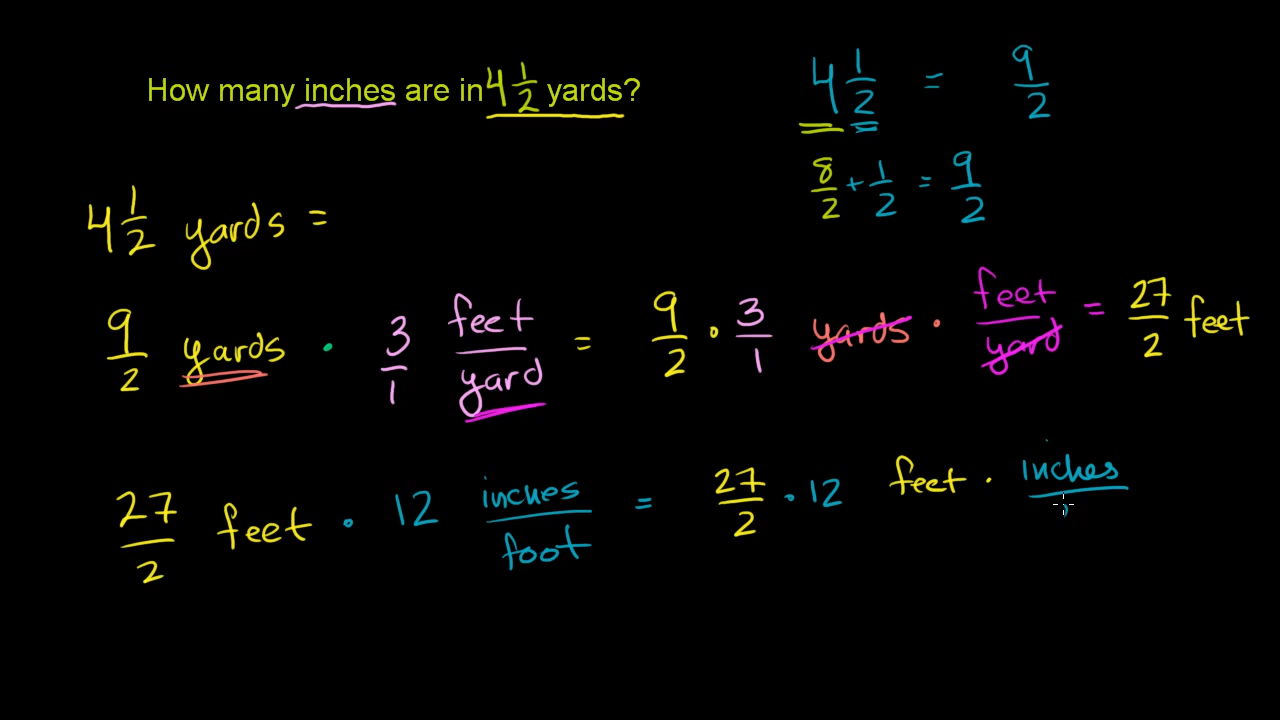 How many inches are in 4 1/2 yards?
4 1/2 = 9/2
8/2 + 1/2 = 9/2
4 1/2 yards =
9/2 yards · 3/1 feet/yard = 9/2 · 3/1 yards · feet/yard = 27/2 feet
27/2 feet · 12 inches/foot = 27/2 · 12 feet · inches/